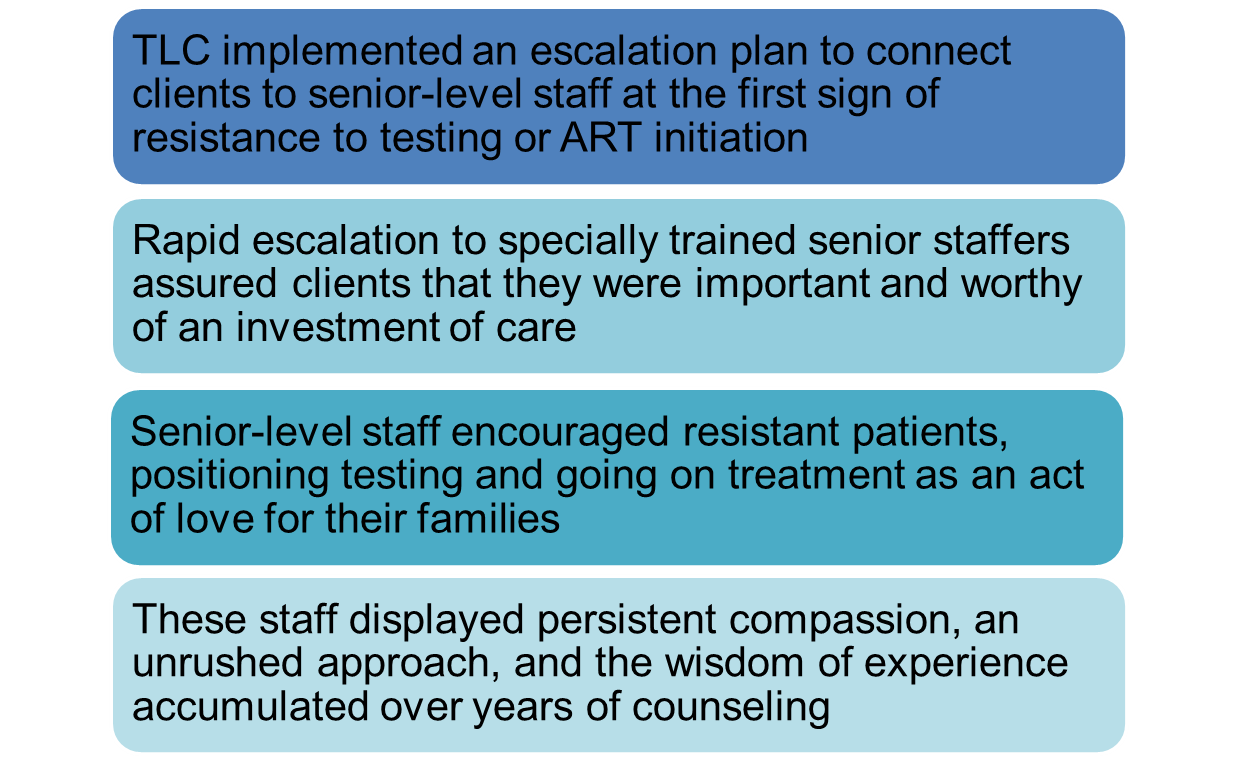 TLC implemented an escalation plan to connect
clients to senior-level staff at the first sign of
resistance to testing or ART initiation
Rapid escalation to specially trained senior staffers
assured clients that they were important and worthy
of an investment of care
Senior-level staff encouraged resistant patients,
positioning testing and going on treatment as an act
of love for their families
These staff displayed persistent compassion, an
unrushed approach, and the wisdom of experience
accumulated over years of counseling